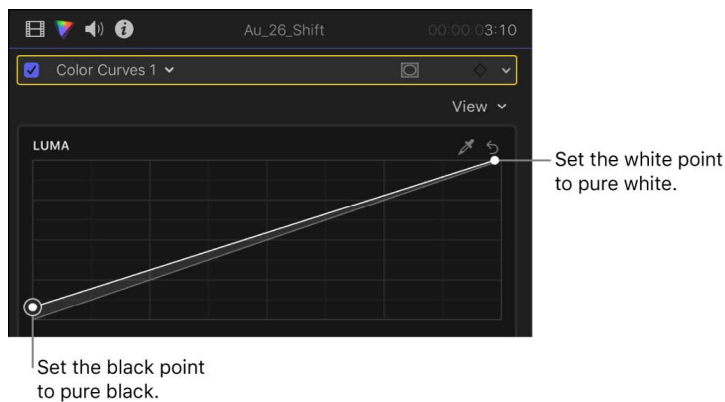 Au_26_Shift 00:00:03:10
Color Curves 1
View
LUMA
Set the white point
to pure white.
Set the black point
to pure black.